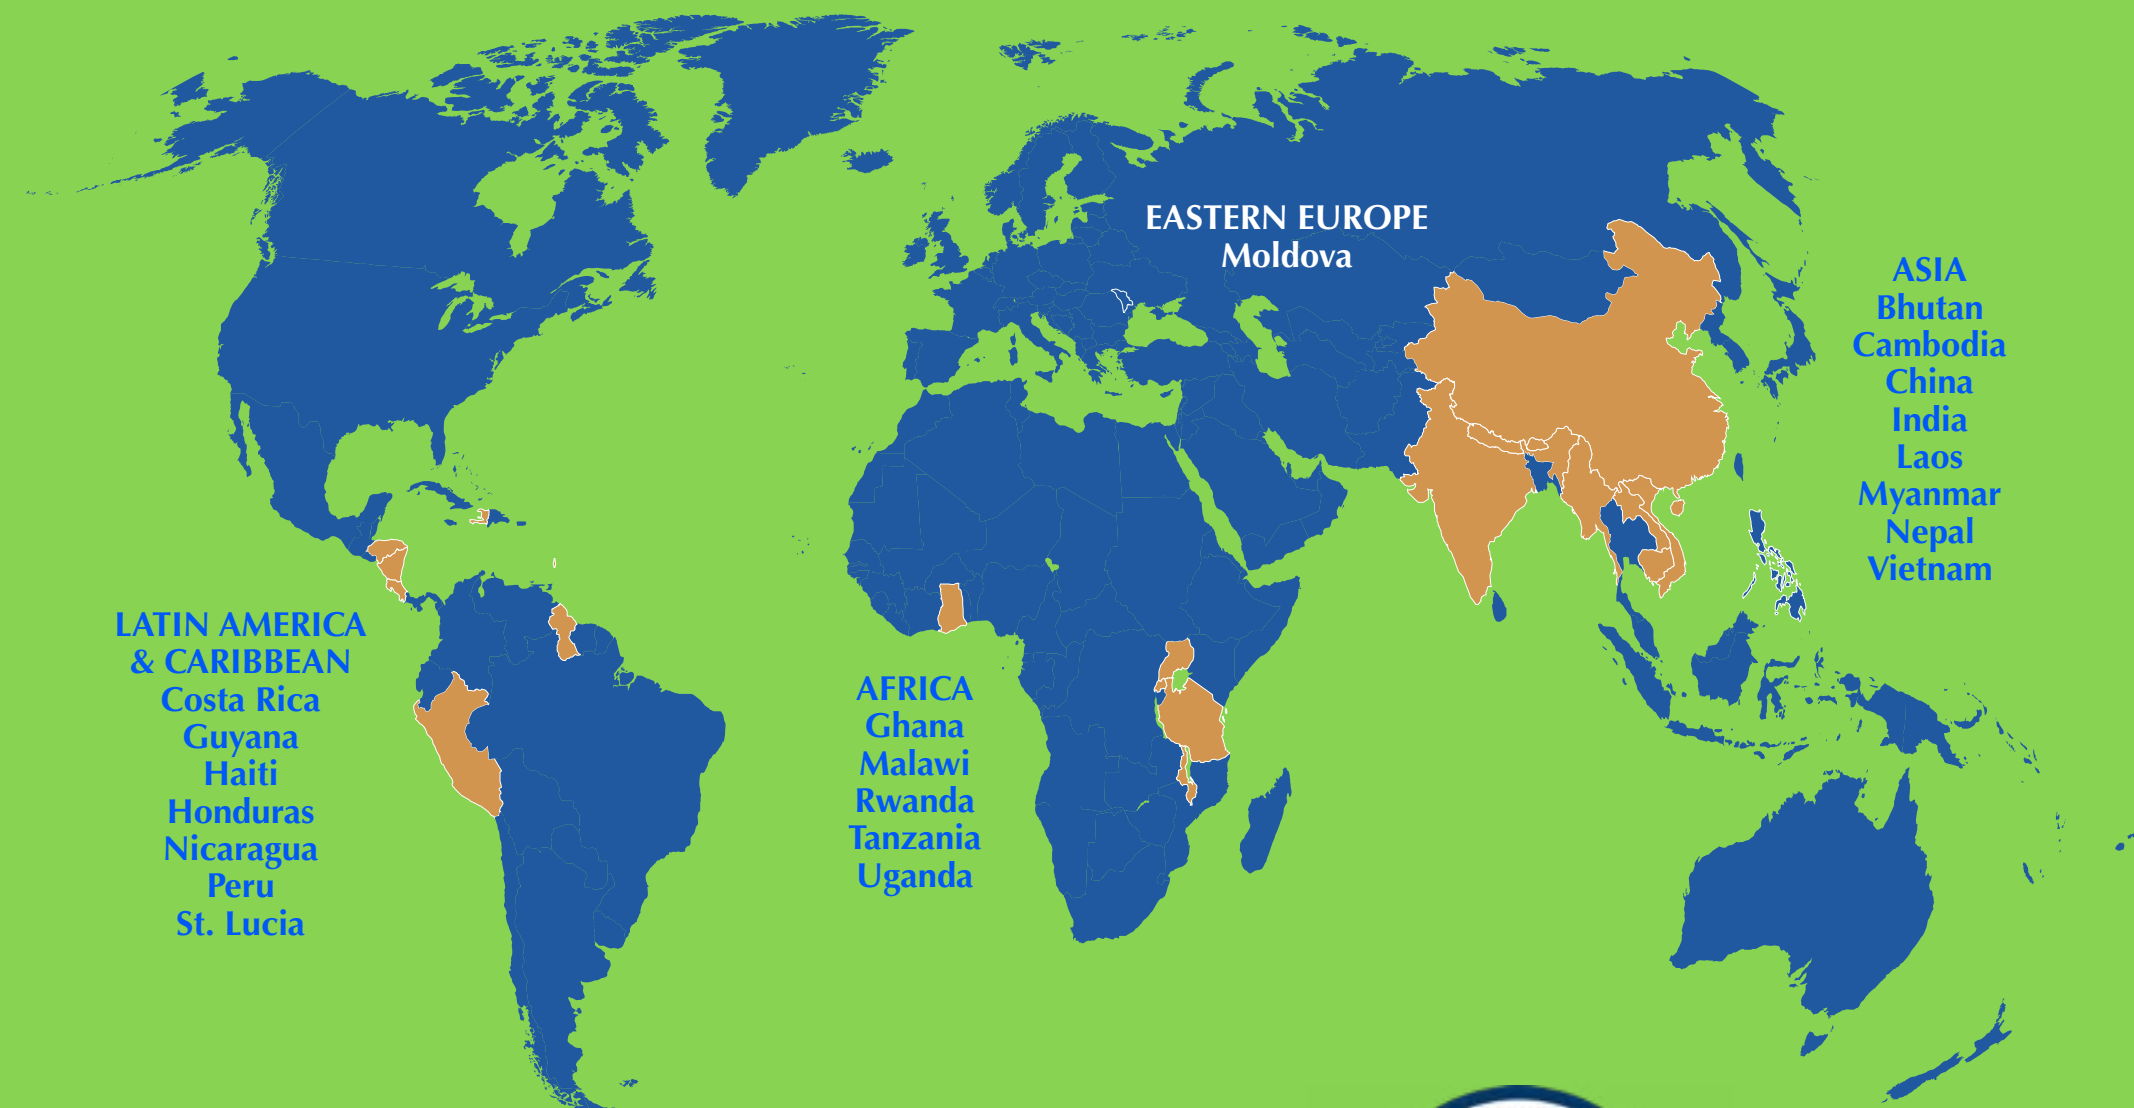 EASTERN EUROPE
Moldova
ASIA
Bhutan
Cambodia
China
India
Laos
Myanmar
Nepal
Vietnam
LATIN AMERICA
& CARIBBEAN
Costa Rica
Guyana
Haiti
Honduras
Nicaragua
Peru
St. Lucia
AFRICA
Ghana
Malawi
Rwanda
Tanzania
Uganda